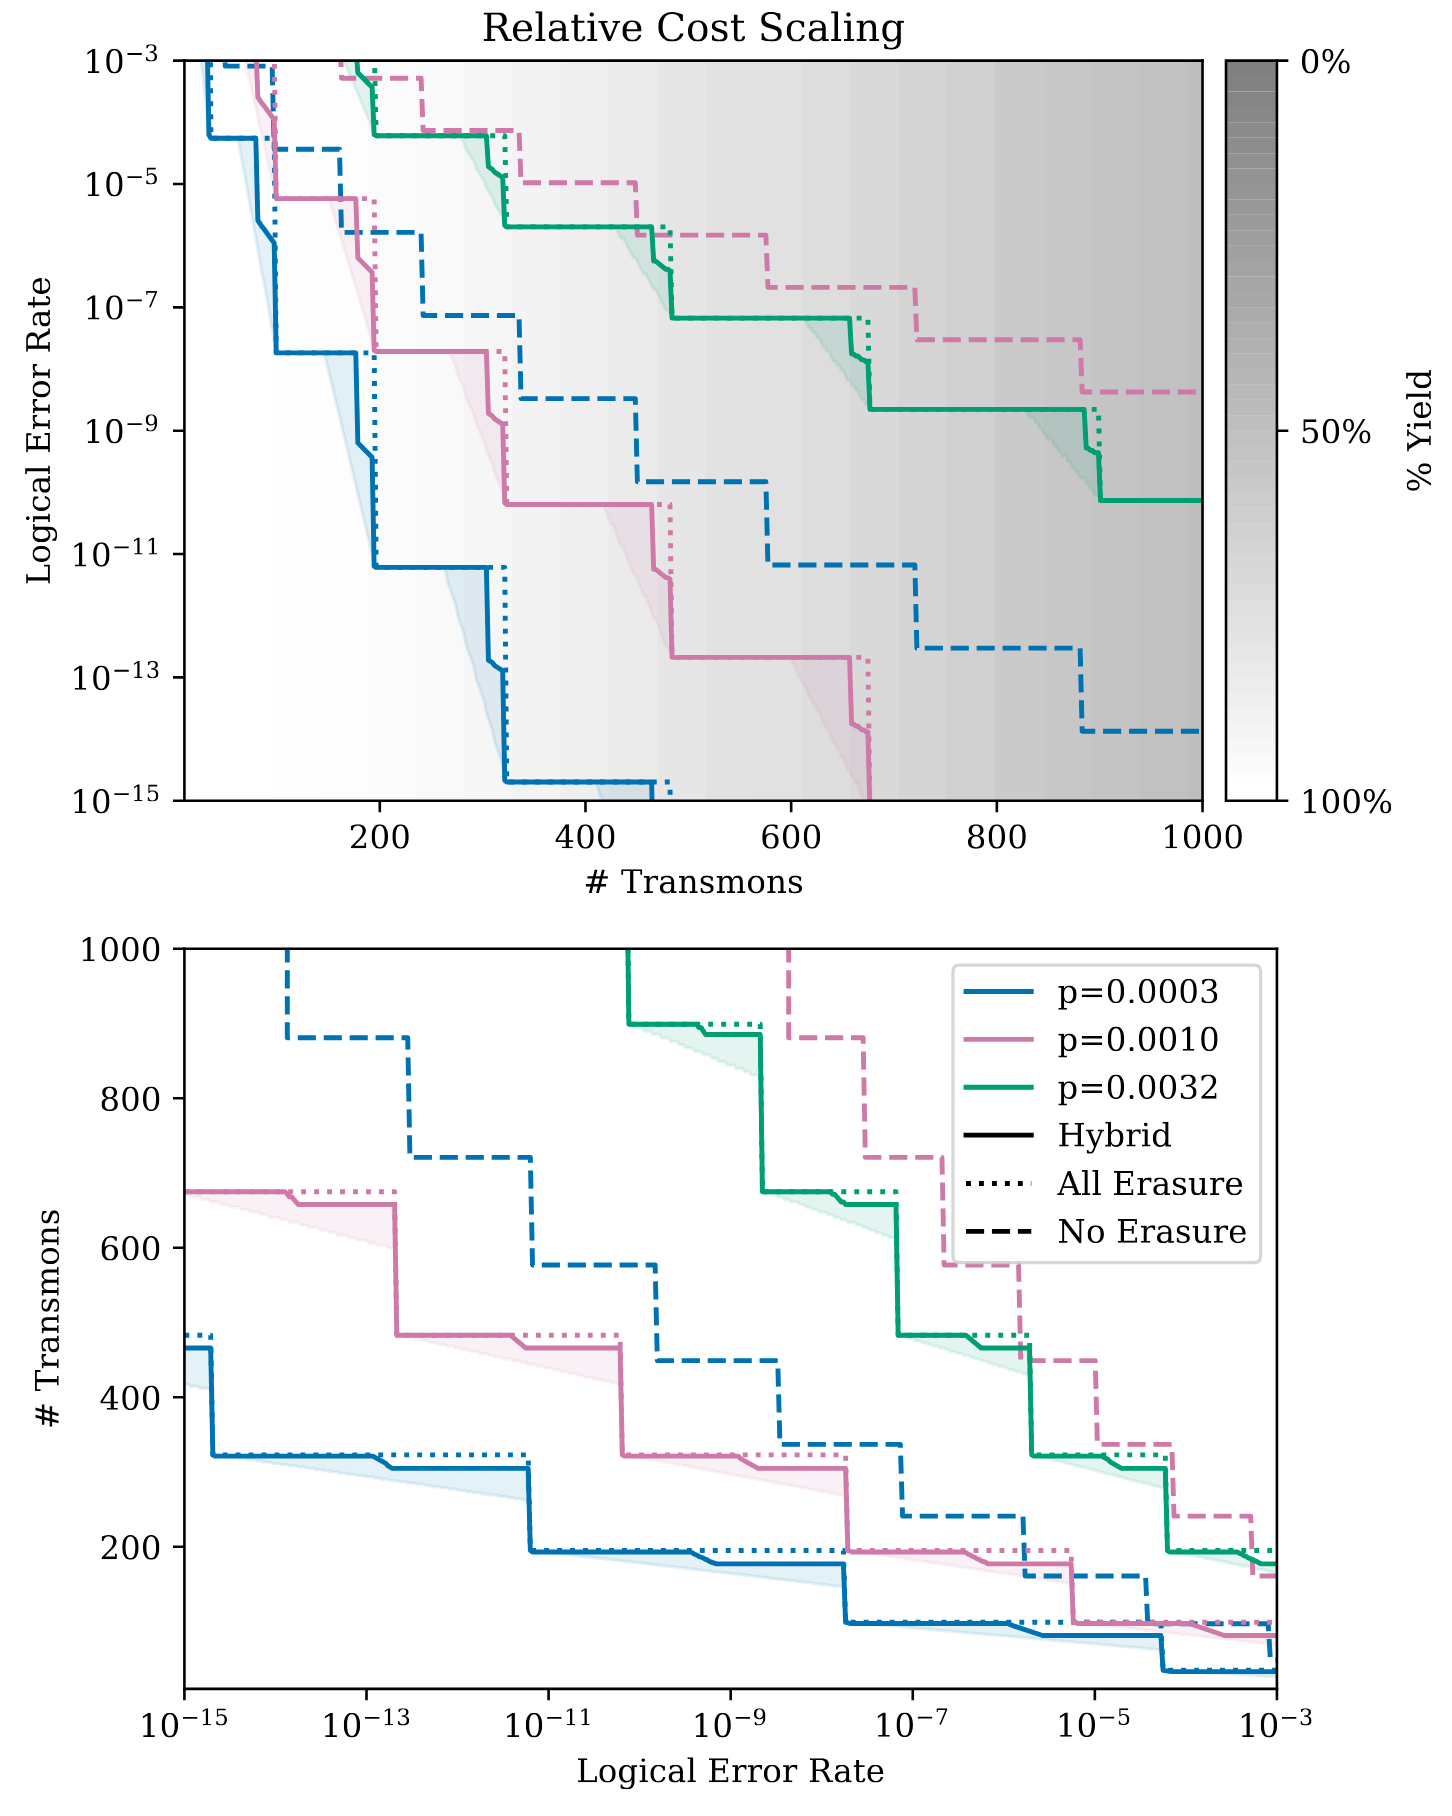 Relative Cost Scaling
10⁻³
10⁻⁵
10⁻⁷
10⁻⁹
10⁻¹¹
10⁻¹³
10⁻¹⁵
Logical Error Rate
200
400
600
800
1000
# Transmons
0%
50%
100%
% Yield
1000
800
600
400
200
# Transmons
p=0.0003
p=0.0010
p=0.0032
Hybrid
All Erasure
No Erasure
10⁻¹⁵
10⁻¹³
10⁻¹¹
10⁻⁹
10⁻⁷
10⁻⁵
10⁻³
Logical Error Rate